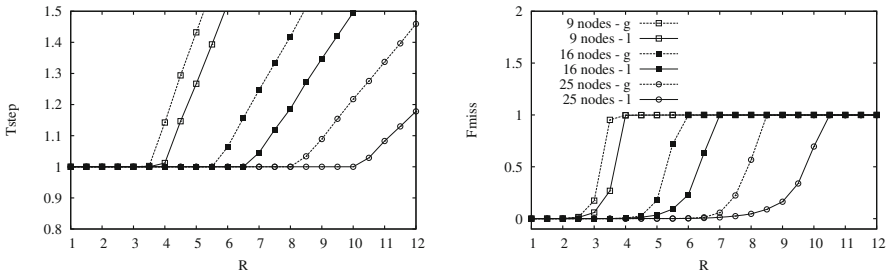 1.5
1.4
1.3
1.2
1.1
1
0.9
0.8
Tstep
1 2 3 4 5 6 7 8 9 10 11 12
R
2
1.5
1
0.5
0
Fmiss
9 nodes - g
9 nodes - l
16 nodes - g
16 nodes - l
25 nodes - g
25 nodes - l
1 2 3 4 5 6 7 8 9 10 11 12
R